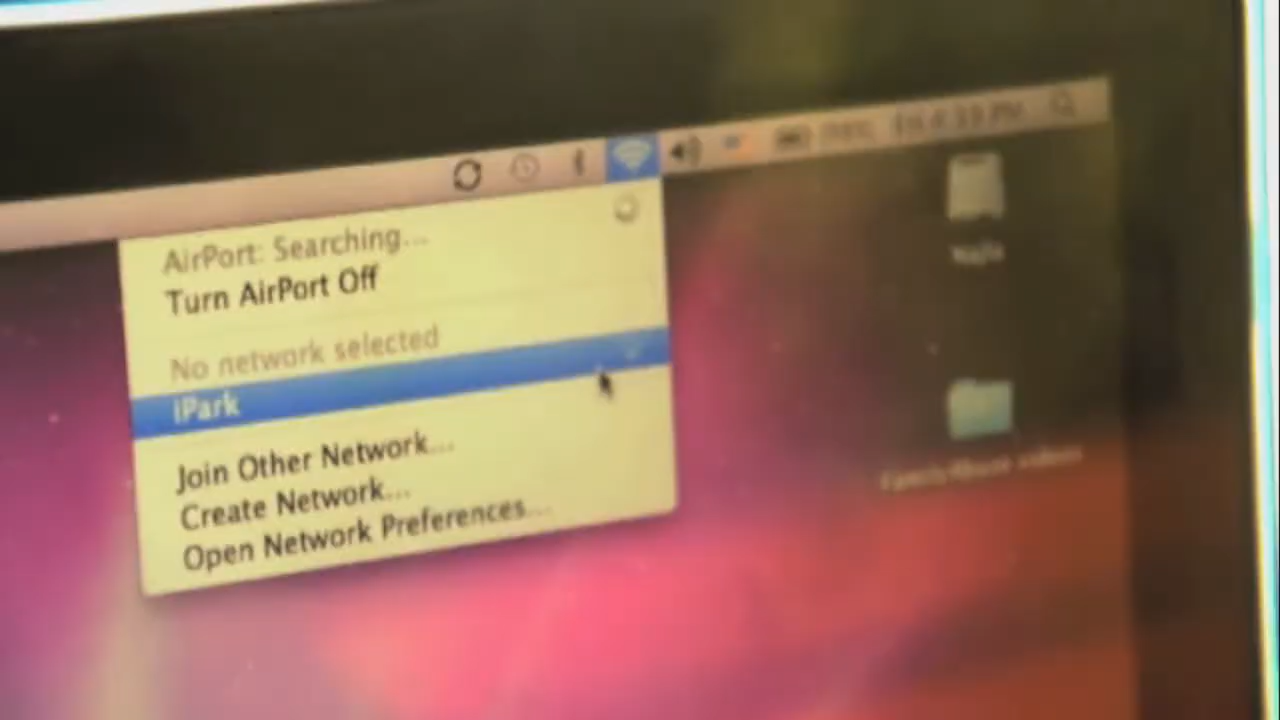 AirPort: Searching...
Turn AirPort Off
No network selected
iPark
Join Other Network...
Create Network...
Open Network Preferences...